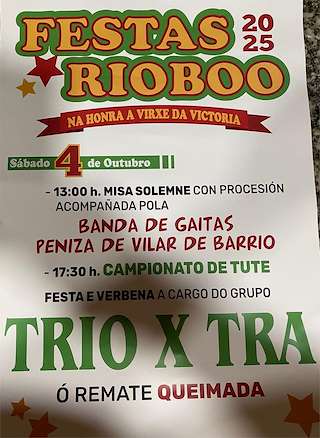 FESTAS 2025
RIOBOO
NA HONRA A VIRXE DA VICTORIA
Sábado 4 de Outubro
- 13:00 h. MISA SOLEMNE CON PROCESIÓN
ACOMPAÑADA POLA
BANDA DE GAITAS
PENIZA DE VILAR DE BARRIO
- 17:30 h. CAMPIONATO DE TUTE
FESTA E VERBENA A CARGO DO GRUPO
TRIO X TRA
Ó REMATE QUEIMADA